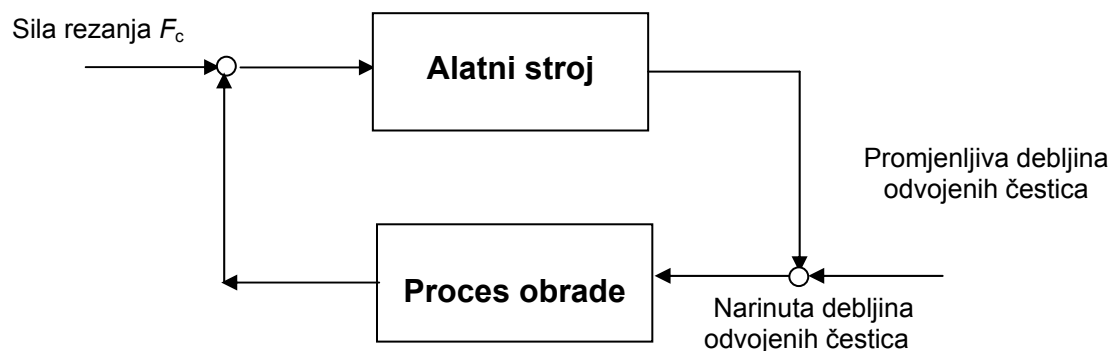 Sila rezanja Fc
Alatni stroj
Promjenljiva debljina
odvojenih čestica
Proces obrade
Narinuta debljina
odvojenih čestica